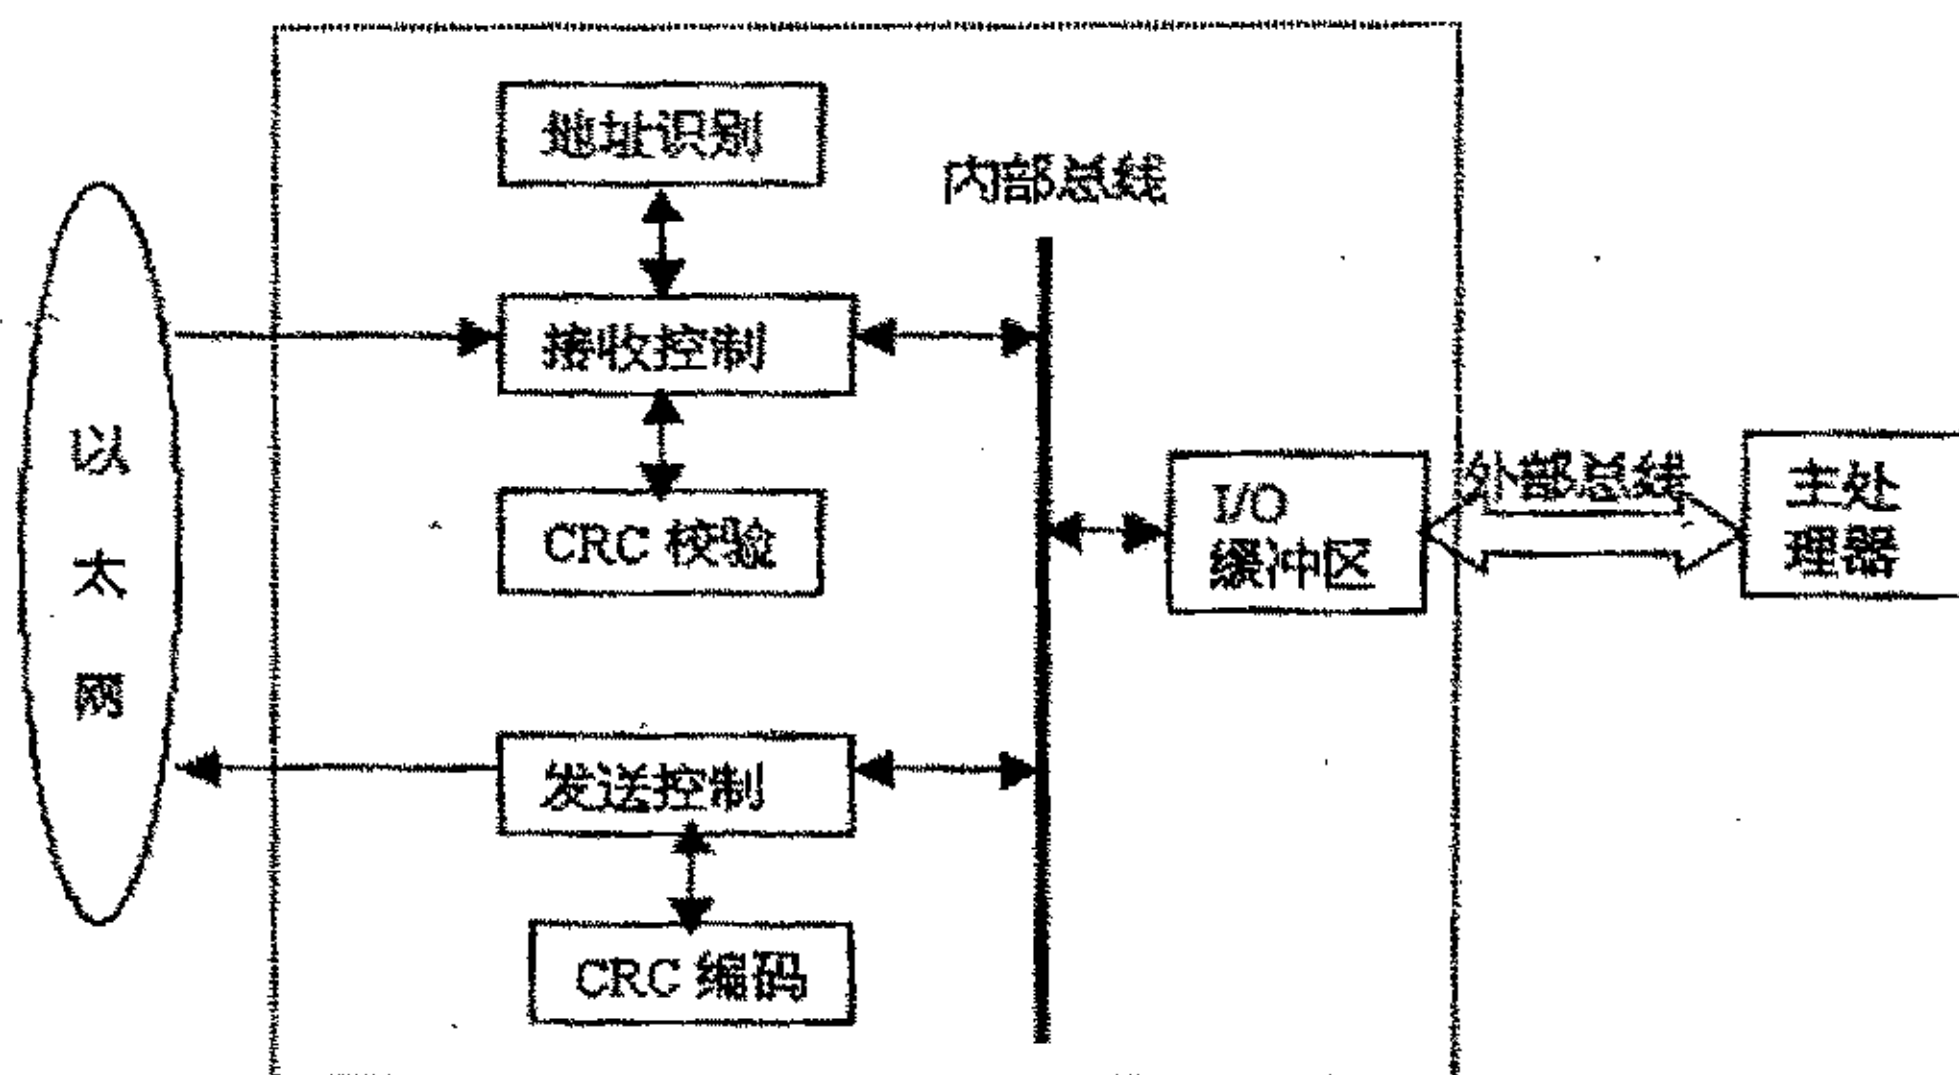 地址识别
内部总线
接收控制
以
太
网
CRC 校验
I/O
缓冲区
外部总线
主处
理器
发送控制
CRC 编码